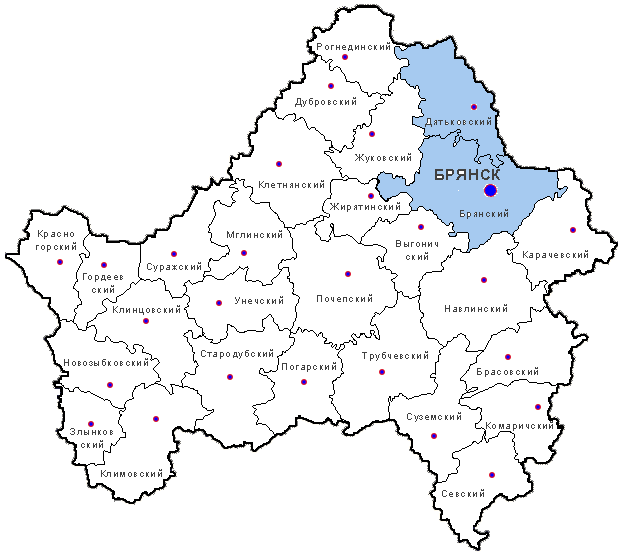 Рогнединский
Дубровский
Дятьковский
Жуковский
БРЯНСК
Клетнянский
Жирятинский
Брянский
Красно
горский
Мглинский
Выгонич
ский
Карачевский
Суражский
Гордеев
ский
Унечский
Почепский
Клинцовский
Навлинский
Стародубский
Трубчевский
Новозыбковский
Погарский
Брасовский
Суземский
Комаричский
Злынков
ский
Климовский
Севский